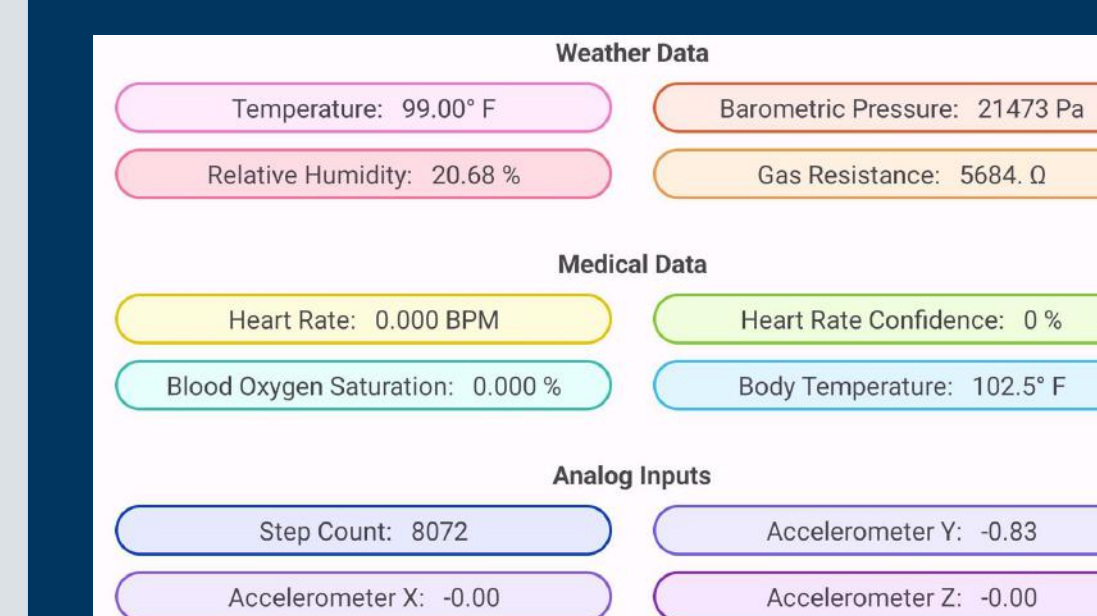 Weather Data
Temperature: 99.00° F
Barometric Pressure: 21473 Pa
Relative Humidity: 20.68 %
Gas Resistance: 5684. Ω
Medical Data
Heart Rate: 0.000 BPM
Heart Rate Confidence: 0 %
Blood Oxygen Saturation: 0.000 %
Body Temperature: 102.5° F
Analog Inputs
Step Count: 8072
Accelerometer Y: -0.83
Accelerometer X: -0.00
Accelerometer Z: -0.00